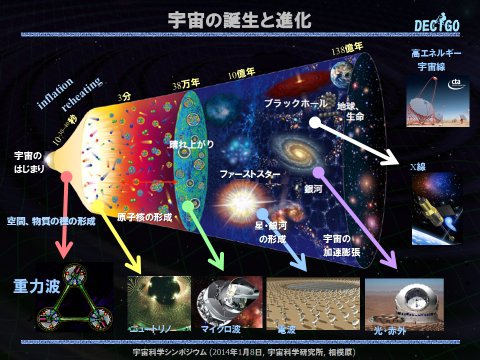 宇宙の誕生と進化
DECIGO
138億年
10億年
38万年
3分
10⁻³⁶~³⁸秒
inflation
reheating
高エネルギー
宇宙線
cta
ブラックホール
地球、
生命
晴れ上がり
宇宙の
はじまり
ファーストスター
銀河
X線
空間、物質の種の形成
原子核の形成
星・銀河
の形成
宇宙の
加速膨張
重力波
ニュートリノ
マイクロ波
電波
光・赤外
宇宙科学シンポジウム (2014年1月8日, 宇宙科学研究所, 相模原)